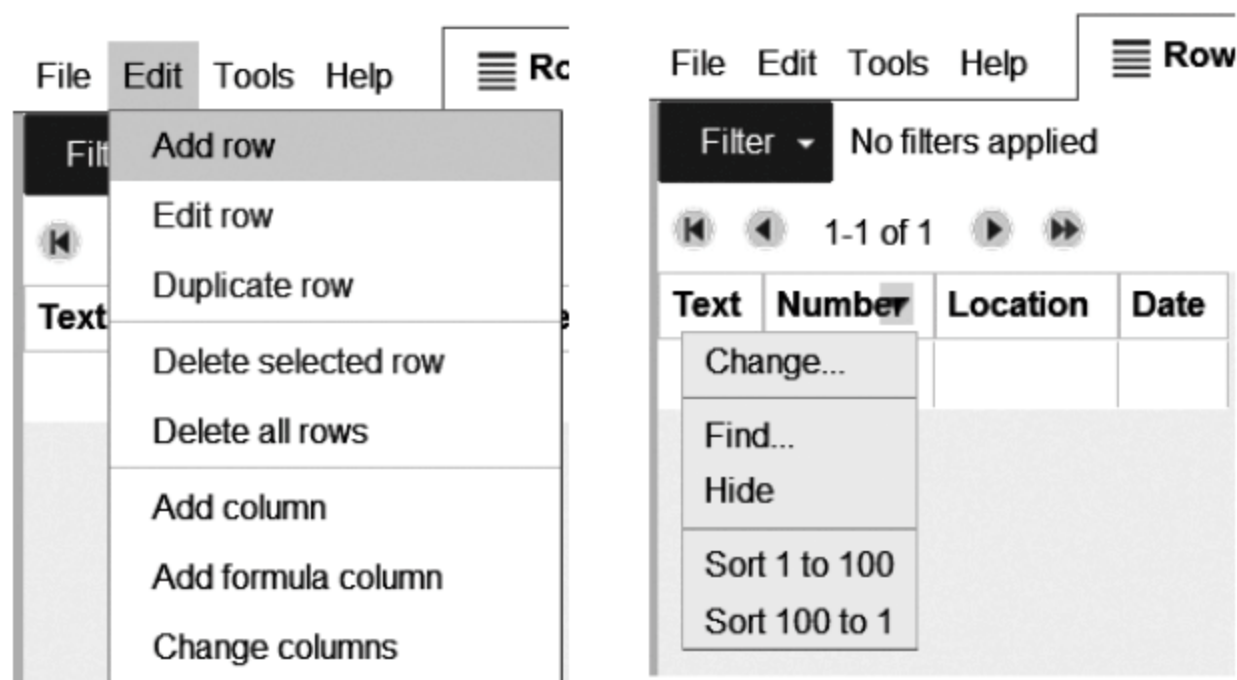 File Edit Tools Help Ro
Filt
Add row
Edit row
Duplicate row
Text
Delete selected row
Delete all rows
Add column
Add formula column
Change columns
File Edit Tools Help Row
Filter No filters applied
1-1 of 1
Text Number Location Date
Change...
Find...
Hide
Sort 1 to 100
Sort 100 to 1